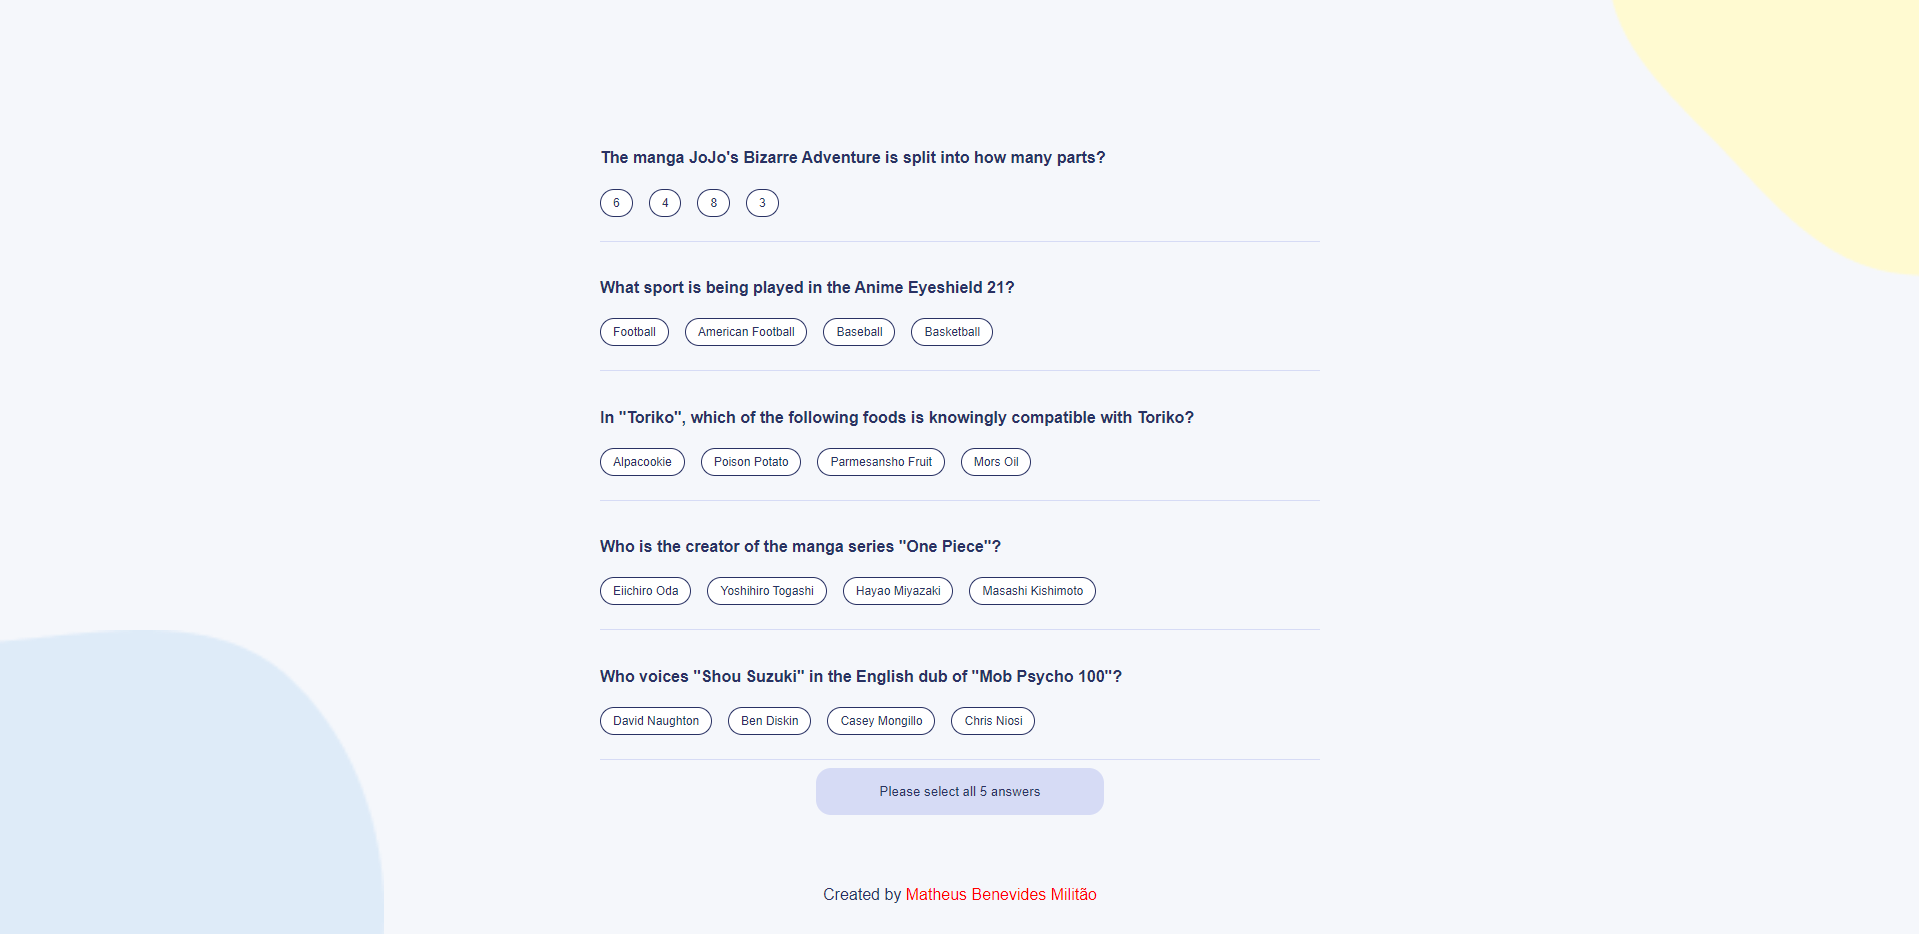 The manga JoJo's Bizarre Adventure is split into how many parts?
6 4 8 3
What sport is being played in the Anime Eyeshield 21?
Football American Football Baseball Basketball
In "Toriko", which of the following foods is knowingly compatible with Toriko?
Alpacookie Poison Potato Parmesansho Fruit Mors Oil
Who is the creator of the manga series "One Piece"?
Eiichiro Oda Yoshihiro Togashi Hayao Miyazaki Masashi Kishimoto
Who voices "Shou Suzuki" in the English dub of "Mob Psycho 100"?
David Naughton Ben Diskin Casey Mongillo Chris Niosi
Please select all 5 answers
Created by Matheus Benevides Militão